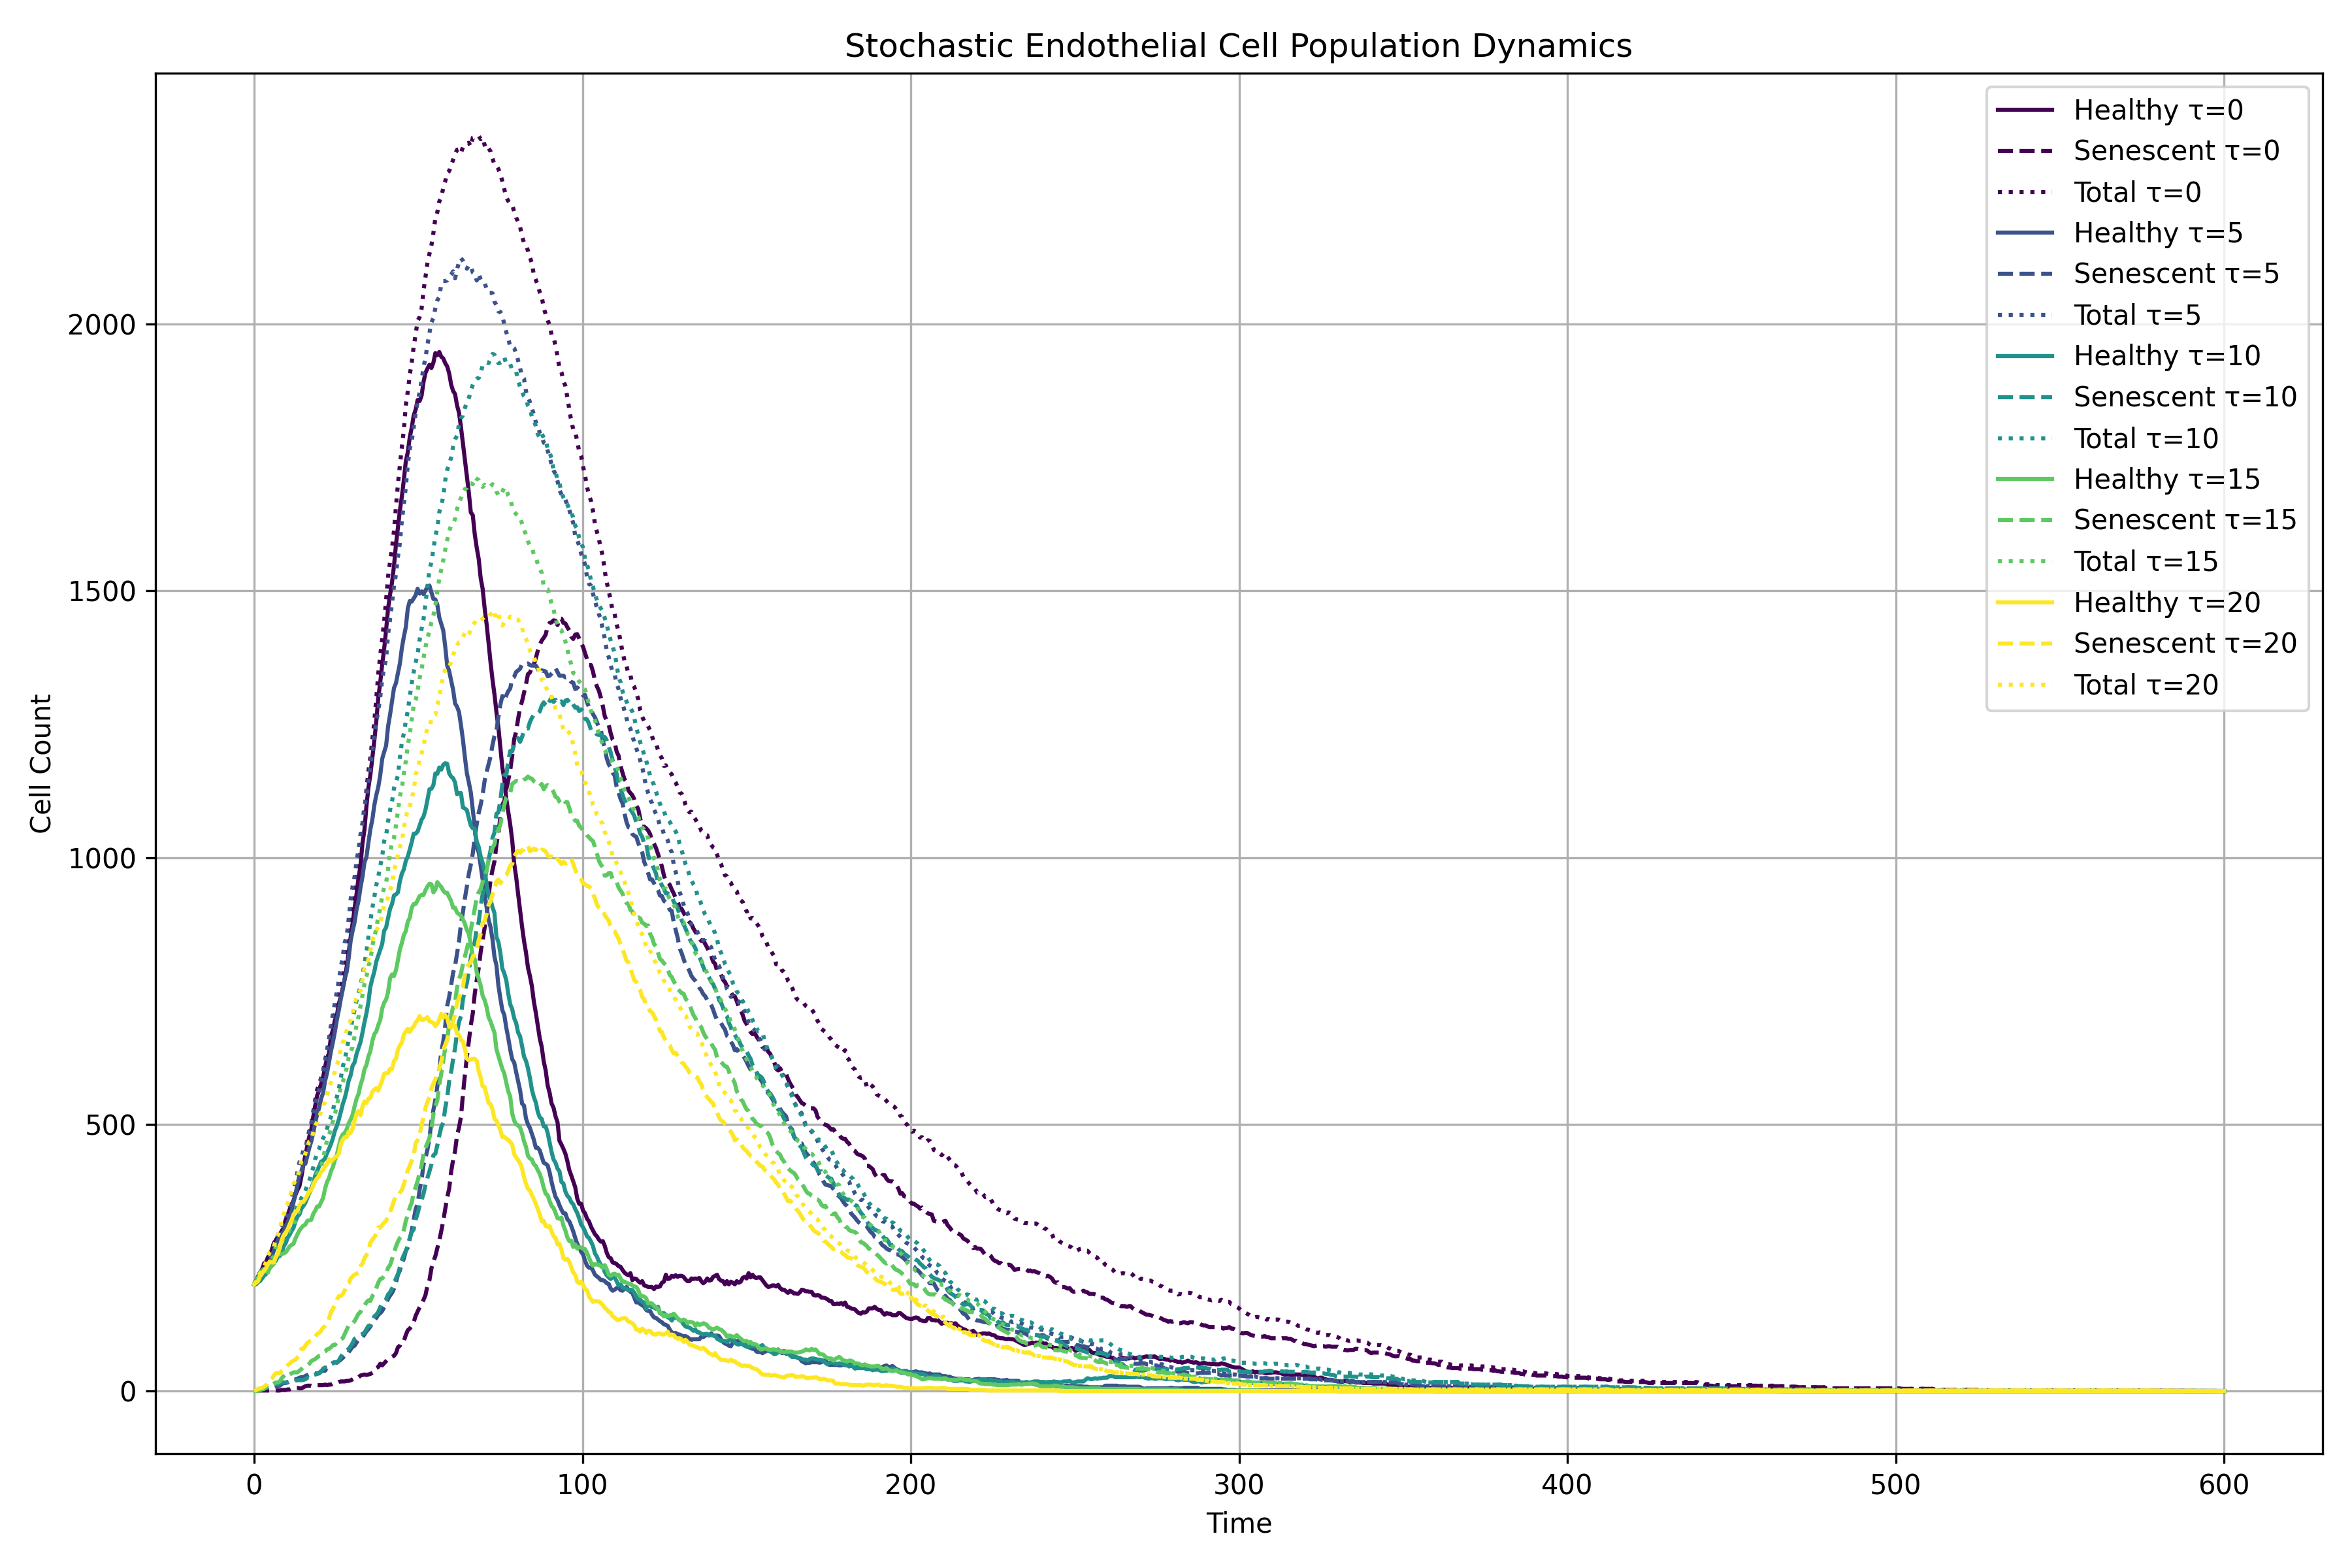 Stochastic Endothelial Cell Population Dynamics
Cell Count
2000
1500
1000
500
0
0 100 200 300 400 500 600
Time
Healthy τ=0
Senescent τ=0
Total τ=0
Healthy τ=5
Senescent τ=5
Total τ=5
Healthy τ=10
Senescent τ=10
Total τ=10
Healthy τ=15
Senescent τ=15
Total τ=15
Healthy τ=20
Senescent τ=20
Total τ=20